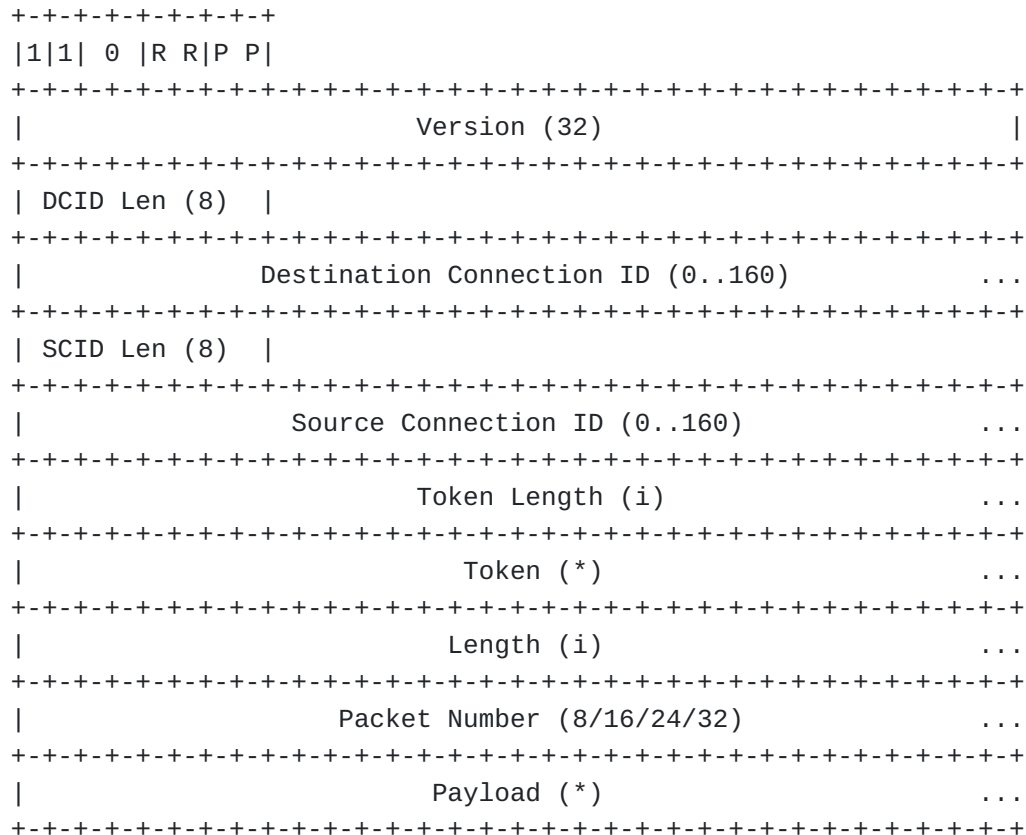 +-+-+-+-+-+-+-+-+
|1|1| 0 |R R|P P|
+-+-+-+-+-+-+-+-+-+-+-+-+-+-+-+-+-+-+-+-+-+-+-+-+-+-+-+-+-+-+-+-+
|                         Version (32)                          |
+-+-+-+-+-+-+-+-+-+-+-+-+-+-+-+-+-+-+-+-+-+-+-+-+-+-+-+-+-+-+-+-+
| DCID Len (8)  |
+-+-+-+-+-+-+-+-+-+-+-+-+-+-+-+-+-+-+-+-+-+-+-+-+-+-+-+-+-+-+-+-+
|               Destination Connection ID (0..160)            ...
+-+-+-+-+-+-+-+-+-+-+-+-+-+-+-+-+-+-+-+-+-+-+-+-+-+-+-+-+-+-+-+-+
| SCID Len (8)  |
+-+-+-+-+-+-+-+-+-+-+-+-+-+-+-+-+-+-+-+-+-+-+-+-+-+-+-+-+-+-+-+-+
|                 Source Connection ID (0..160)               ...
+-+-+-+-+-+-+-+-+-+-+-+-+-+-+-+-+-+-+-+-+-+-+-+-+-+-+-+-+-+-+-+-+
|                         Token Length (i)                    ...
+-+-+-+-+-+-+-+-+-+-+-+-+-+-+-+-+-+-+-+-+-+-+-+-+-+-+-+-+-+-+-+-+
|                            Token (*)                        ...
+-+-+-+-+-+-+-+-+-+-+-+-+-+-+-+-+-+-+-+-+-+-+-+-+-+-+-+-+-+-+-+-+
|                           Length (i)                        ...
+-+-+-+-+-+-+-+-+-+-+-+-+-+-+-+-+-+-+-+-+-+-+-+-+-+-+-+-+-+-+-+-+
|                    Packet Number (8/16/24/32)               ...
+-+-+-+-+-+-+-+-+-+-+-+-+-+-+-+-+-+-+-+-+-+-+-+-+-+-+-+-+-+-+-+-+
|                          Payload (*)                        ...
+-+-+-+-+-+-+-+-+-+-+-+-+-+-+-+-+-+-+-+-+-+-+-+-+-+-+-+-+-+-+-+-+